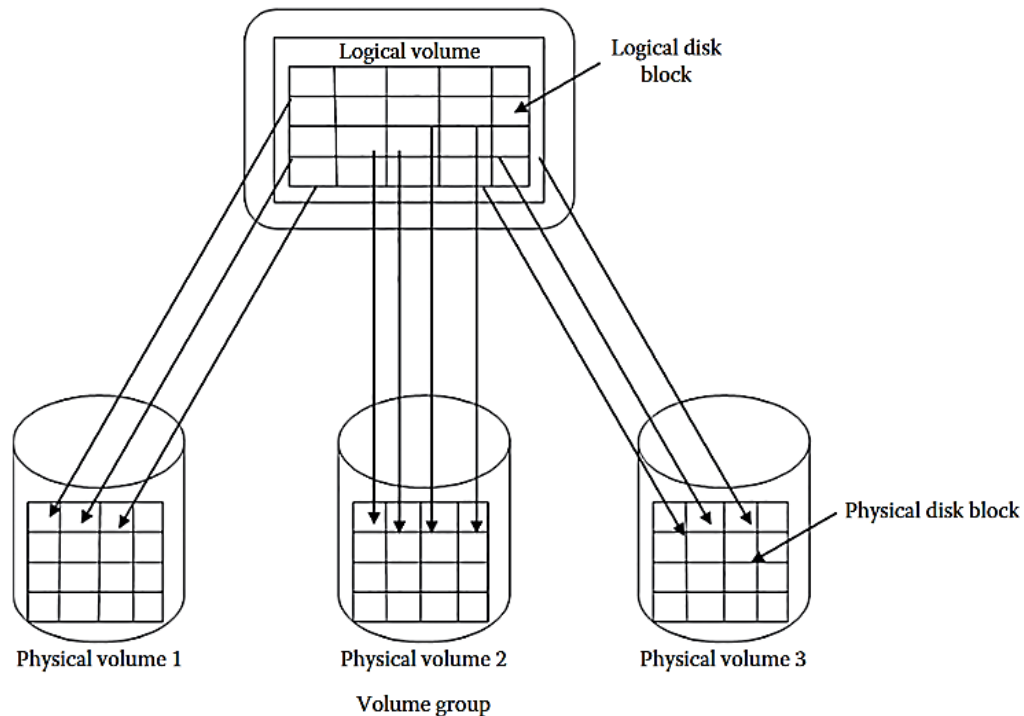 Logical volume
Logical disk
block
Physical disk block
Physical volume 1
Physical volume 2
Physical volume 3
Volume group